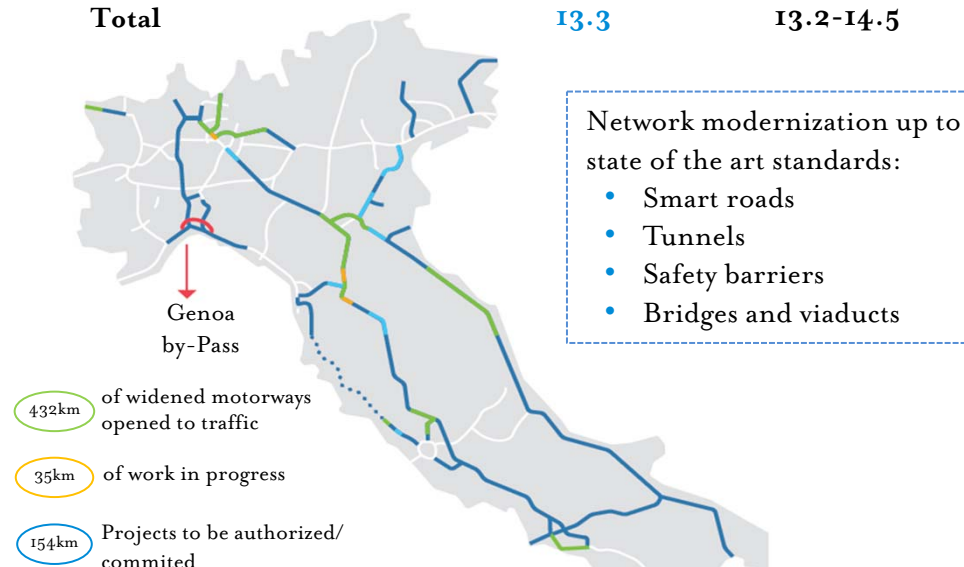 Total 13.3 13.2-14.5
Network modernization up to
state of the art standards:
• Smart roads
• Tunnels
• Safety barriers
• Bridges and viaducts
Genoa
by-Pass
432km of widened motorways
opened to traffic
35km of work in progress
154km Projects to be authorized/
commited